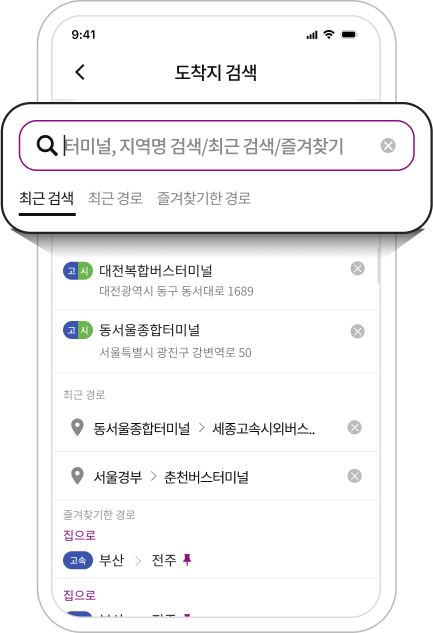 9:41
도착지 검색
터미널, 지역명 검색/최근 검색/즐겨찾기
최근 검색 최근 경로 즐겨찾기한 경로
고 시 대전복합버스터미널
대전광역시 동구 동서대로 1689
고 시 동서울종합터미널
서울특별시 광진구 강변역로 50
최근 경로
동서울종합터미널 > 세종고속시외버스..
서울경부 > 춘천버스터미널
즐겨찾기한 경로
집으로
고속 부산 > 전주
집으로